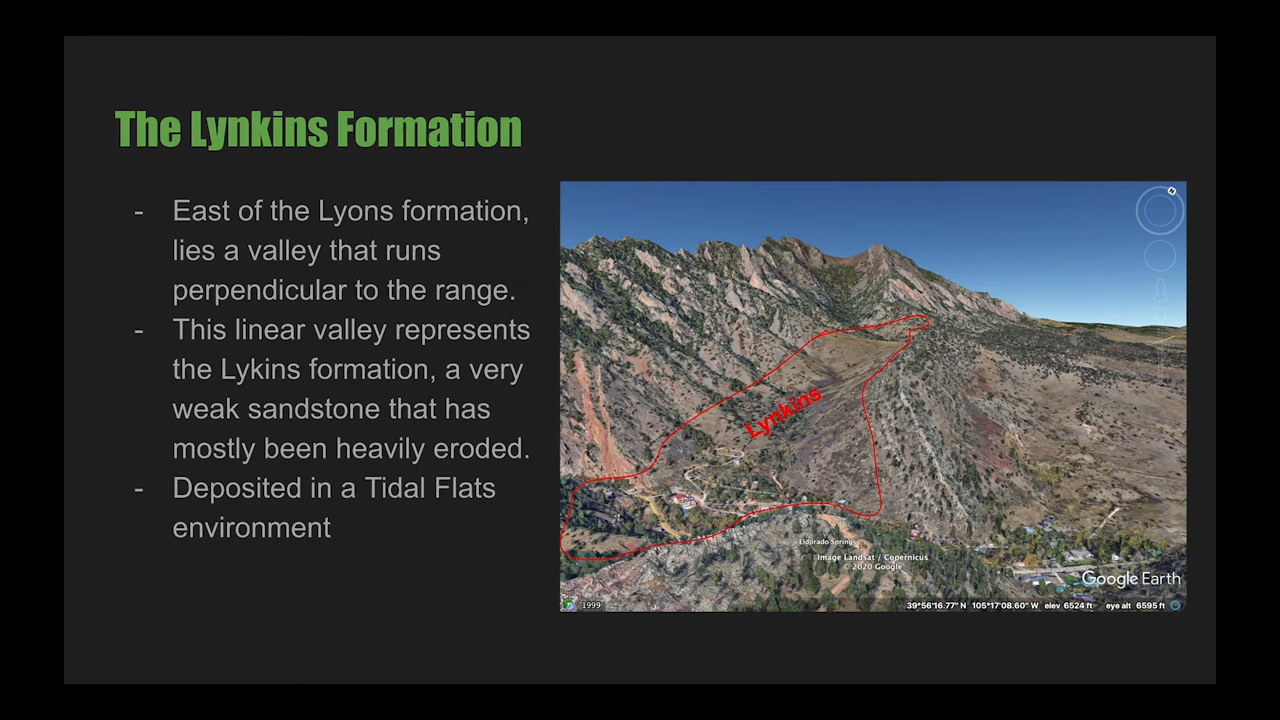 The Lynkins Formation
- East of the Lyons formation,
lies a valley that runs
perpendicular to the range.
- This linear valley represents
the Lykins formation, a very
weak sandstone that has
mostly been heavily eroded.
- Deposited in a Tidal Flats
environment
N
Lynkins
Eldorado Springs
Image Landsat / Copernicus
© 2020 Google
Google Earth
1999
39°56'16.77" N 105°17'08.60" W elev 6524 ft eye alt 6595 ft